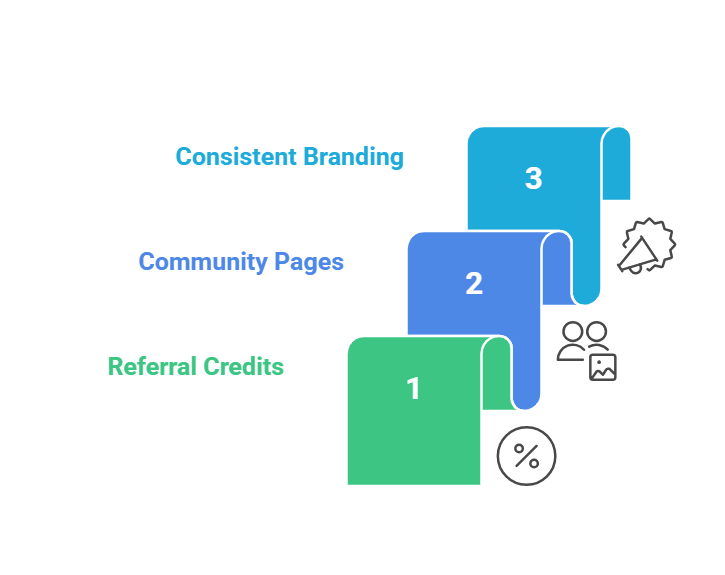 Consistent Branding
3
Community Pages
2
Referral Credits
1
%